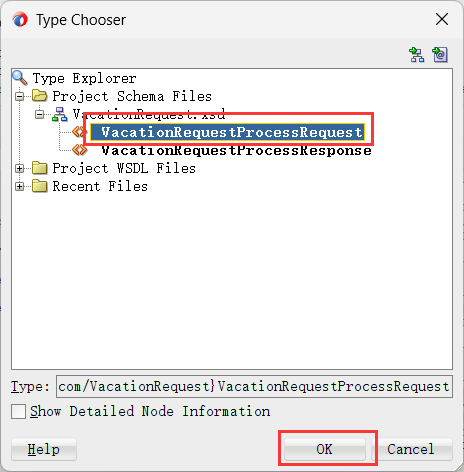 Type Chooser
Type Explorer
Project Schema Files
VacationRequest.xsd
VacationRequestProcessRequest
VacationRequestProcessResponse
Project WSDL Files
Recent Files
Type: com/VacationRequest}VacationRequestProcessRequest
Show Detailed Node Information
Help OK Cancel